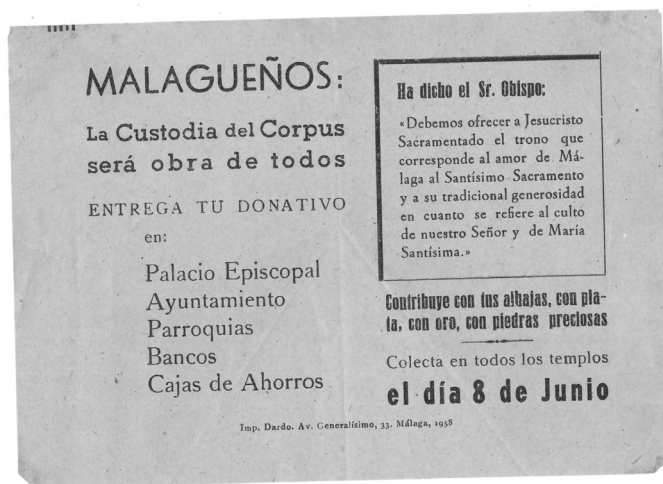 MALAGUEÑOS:
La Custodia del Corpus
será obra de todos
ENTREGA TU DONATIVO
en:
Palacio Episcopal
Ayuntamiento
Parroquias
Bancos
Cajas de Ahorros
Ha dicho el Sr. Obispo:
«Debemos ofrecer a Jesucristo
Sacramentado el trono que
corresponde al amor de Má-
laga al Santísimo Sacramento
y a su tradicional generosidad
en cuanto se refiere al culto
de nuestro Señor y de María
Santísima.»
Contribuye con tus alhajas, con pla-
ta, con oro, con piedras preciosas
Colecta en todos los templos
el día 8 de Junio
Imp. Dardo. Av. Generalísimo, 33. Málaga, 1958